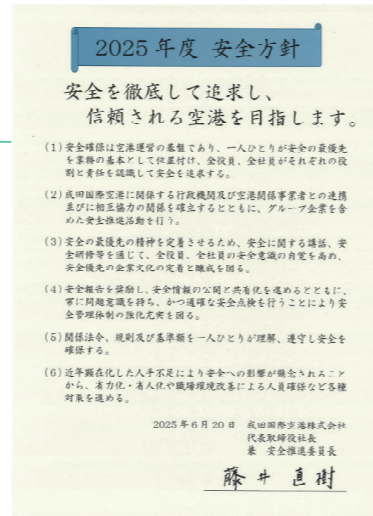 2025年度 安全方針
安全を徹底して追求し、
信頼される空港を目指します。
(1) 安全確保は空港運営の基盤であり、一人ひとりが安全の最優先
を業務の基本として位置付け、全役員、全社員がそれぞれの役
割と責任を認識して安全を追求する。
(2) 成田国際空港に関係する行政機関及び空港関係事業者との連携
並びに相互協力の関係を確立するとともに、グループ企業を含
めた安全推進活動を行う。
(3) 安全の最優先の精神を定着させるため、安全に関する講話、安
全研修等を通じて、全役員、全社員の安全意識の自覚を高め、
安全優先の企業文化の定着と醸成を図る。
(4) 安全報告を奨励し、安全情報の公開と共有化を進めるとともに、
常に問題意識を持ち、かつ適確な安全点検を行うことにより安
全管理体制の強化充実を図る。
(5) 関係法令、規則及び基準類を一人ひとりが理解、遵守し安全を
確保する。
(6) 近年顕在化した人手不足により安全への影響が懸念されること
から、省力化・省人化や職場環境改善による人員確保など各種
対策を進める。
2025年6月20日 成田国際空港株式会社
代表取締役社長
兼 安全推進委員長
藤井 直樹